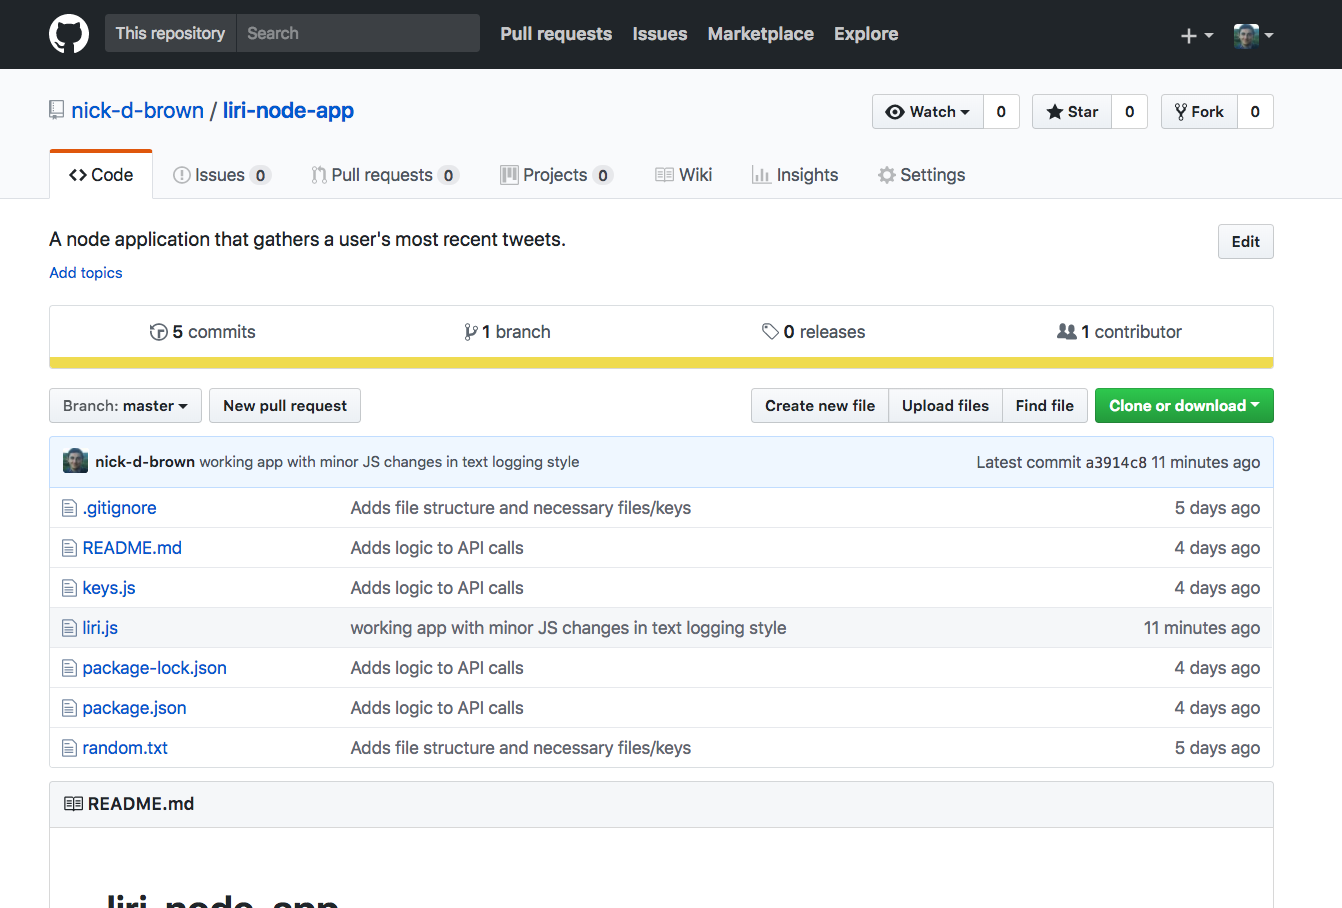 This repository Search Pull requests Issues Marketplace Explore
nick-d-brown / liri-node-app Watch 0 Star 0 Fork 0
Code Issues 0 Pull requests 0 Projects 0 Wiki Insights Settings
A node application that gathers a user's most recent tweets. Edit
Add topics
5 commits 1 branch 0 releases 1 contributor
Branch: master New pull request Create new file Upload files Find file Clone or download
nick-d-brown working app with minor JS changes in text logging style Latest commit a3914c8 11 minutes ago
.gitignore Adds file structure and necessary files/keys 5 days ago
README.md Adds logic to API calls 4 days ago
keys.js Adds logic to API calls 4 days ago
liri.js working app with minor JS changes in text logging style 11 minutes ago
package-lock.json Adds logic to API calls 4 days ago
package.json Adds logic to API calls 4 days ago
random.txt Adds file structure and necessary files/keys 5 days ago
README.md
liri-node-app